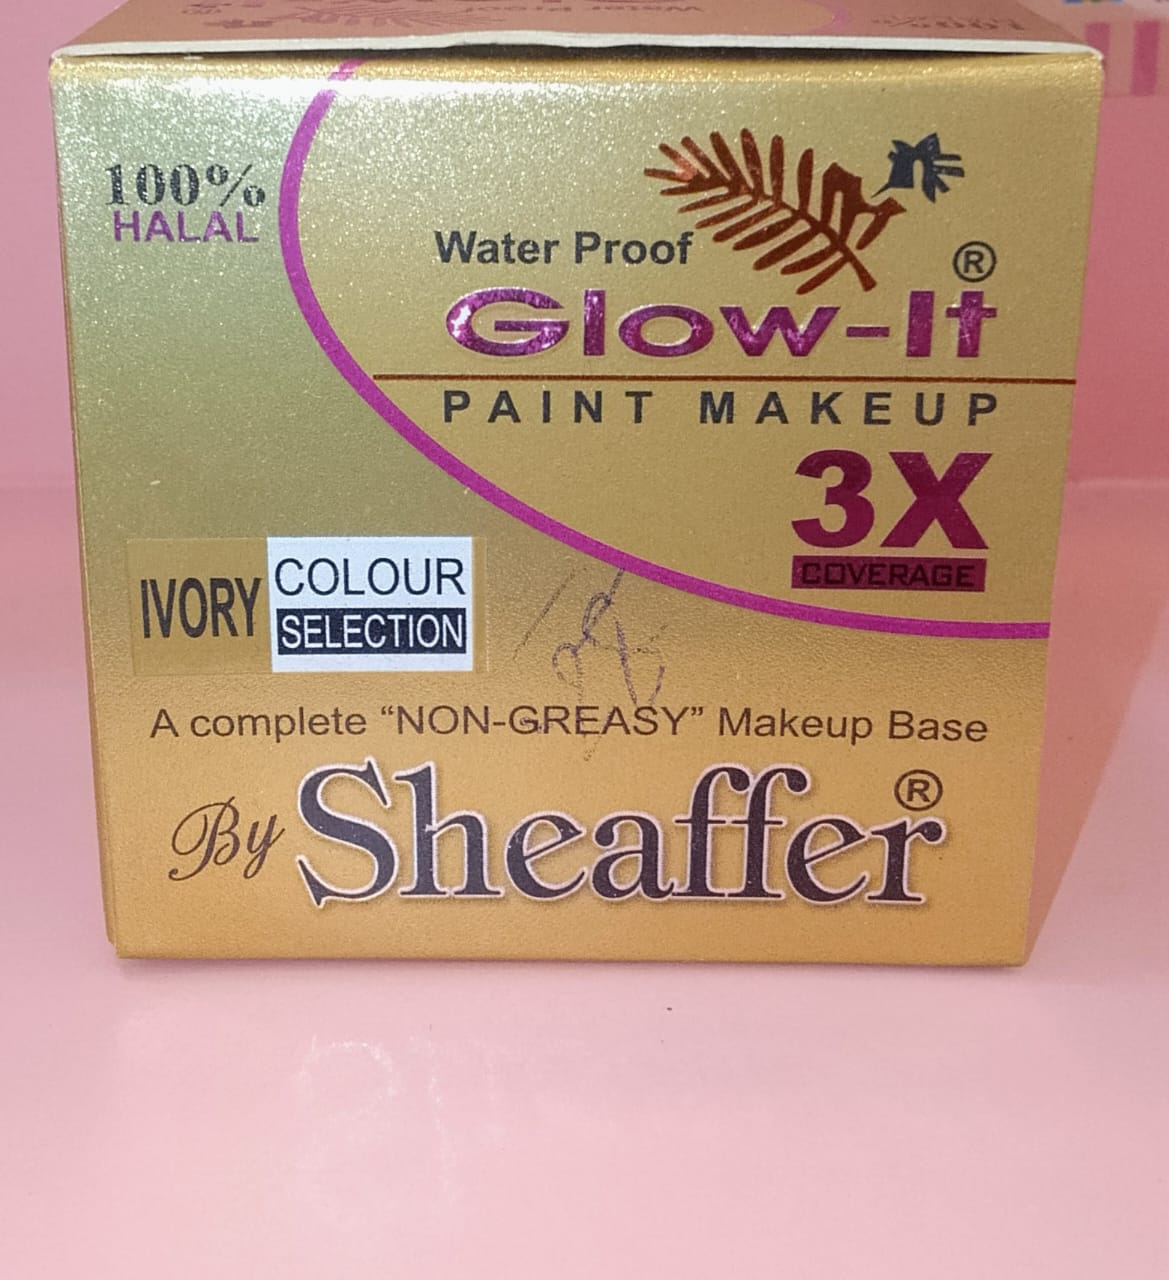 100%
HALAL
Water Proof
Glow-It®
PAINT MAKEUP
3X
COVERAGE
IVORY
COLOUR
SELECTION
A complete “NON-GREASY” Makeup Base
By Sheaffer®